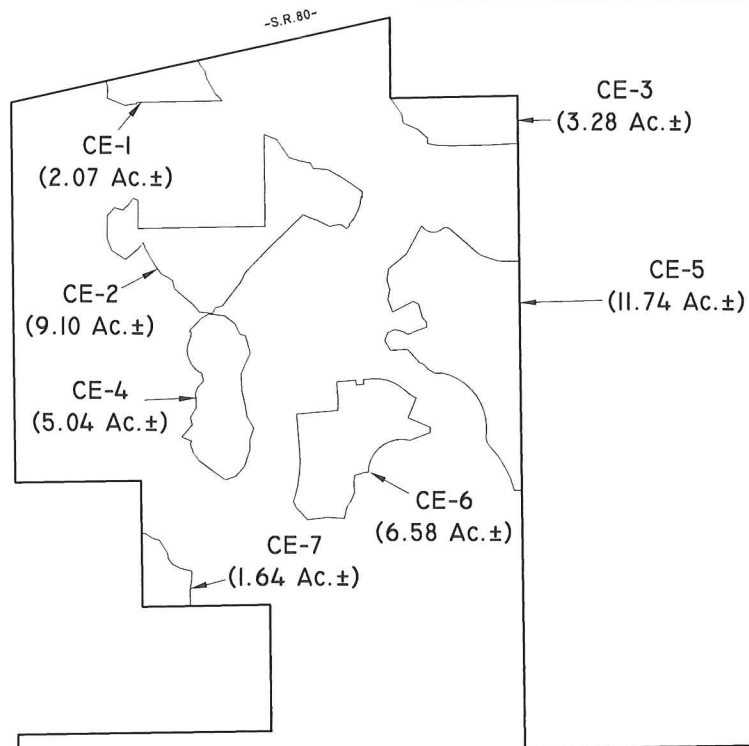 ~S.R.80~
CE-1
(2.07 Ac.±)
CE-3
(3.28 Ac.±)
CE-2
(9.10 Ac.±)
CE-5
(11.74 Ac.±)
CE-4
(5.04 Ac.±)
CE-6
(6.58 Ac.±)
CE-7
(1.64 Ac.±)